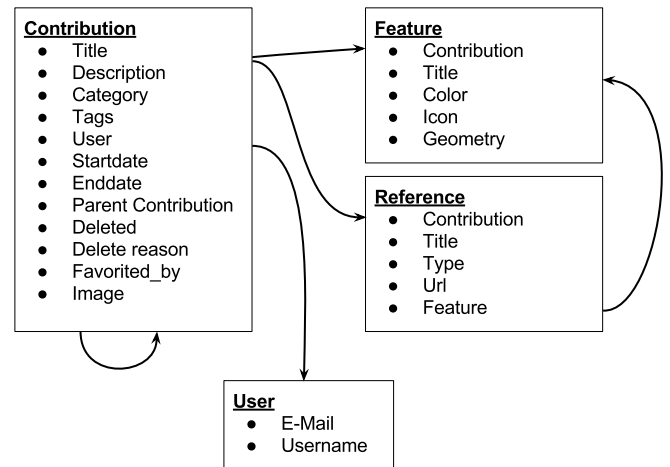 Contribution
● Title
● Description
● Category
● Tags
● User
● Startdate
● Enddate
● Parent Contribution
● Deleted
● Delete reason
● Favorited_by
● Image
Feature
● Contribution
● Title
● Color
● Icon
● Geometry
Reference
● Contribution
● Title
● Type
● Url
● Feature
User
● E-Mail
● Username